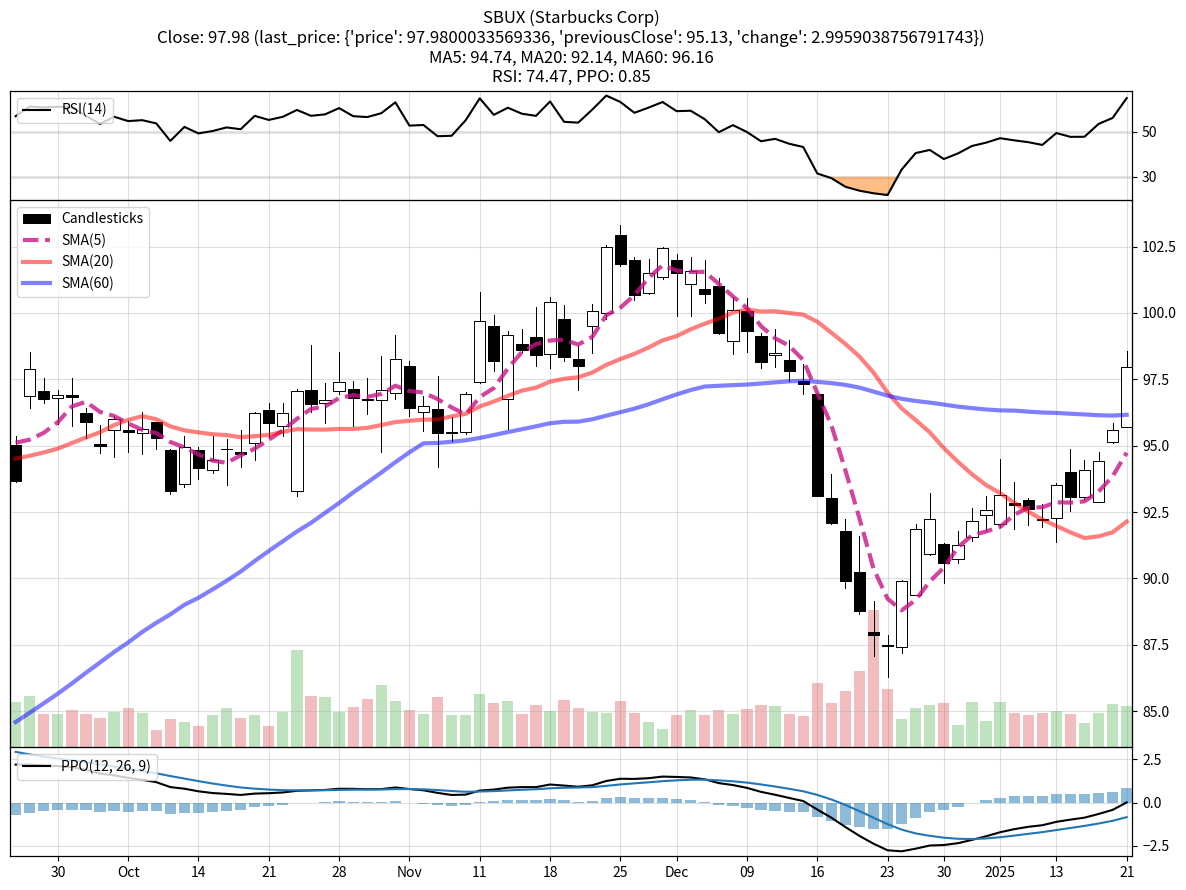 SBUX (Starbucks Corp)
Close: 97.98 (last_price: {'price': 97.9800033569336, 'previousClose': 95.13, 'change': 2.9959038756791743})
MA5: 94.74, MA20: 92.14, MA60: 96.16
RSI: 74.47, PPO: 0.85
RSI(14)
50
30
Candlesticks
SMA(5)
SMA(20)
SMA(60)
102.5
100.0
97.5
95.0
92.5
90.0
87.5
85.0
PPO(12, 26, 9)
2.5
0.0
−2.5
30 Oct 14 21 28 Nov 11 18 25 Dec 09 16 23 30 2025 13 21